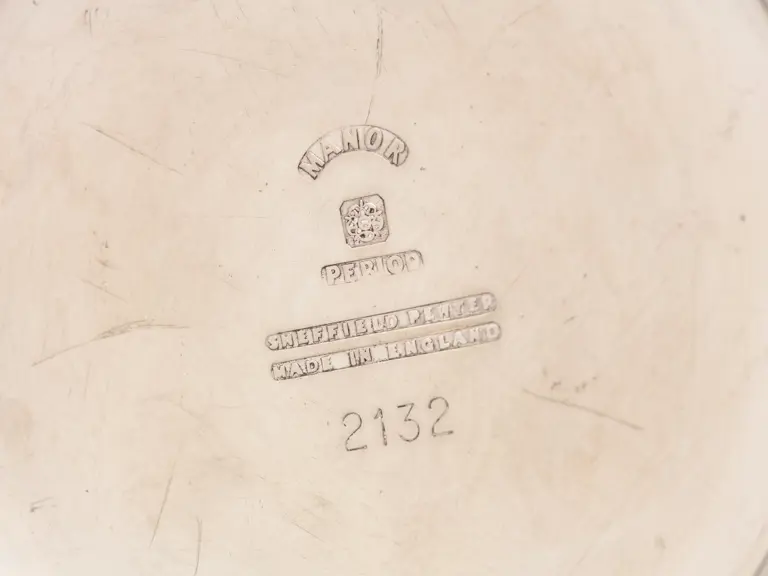 MANOR
PERIOD
SHEFFIELD PEWTER
MADE IN ENGLAND
2132